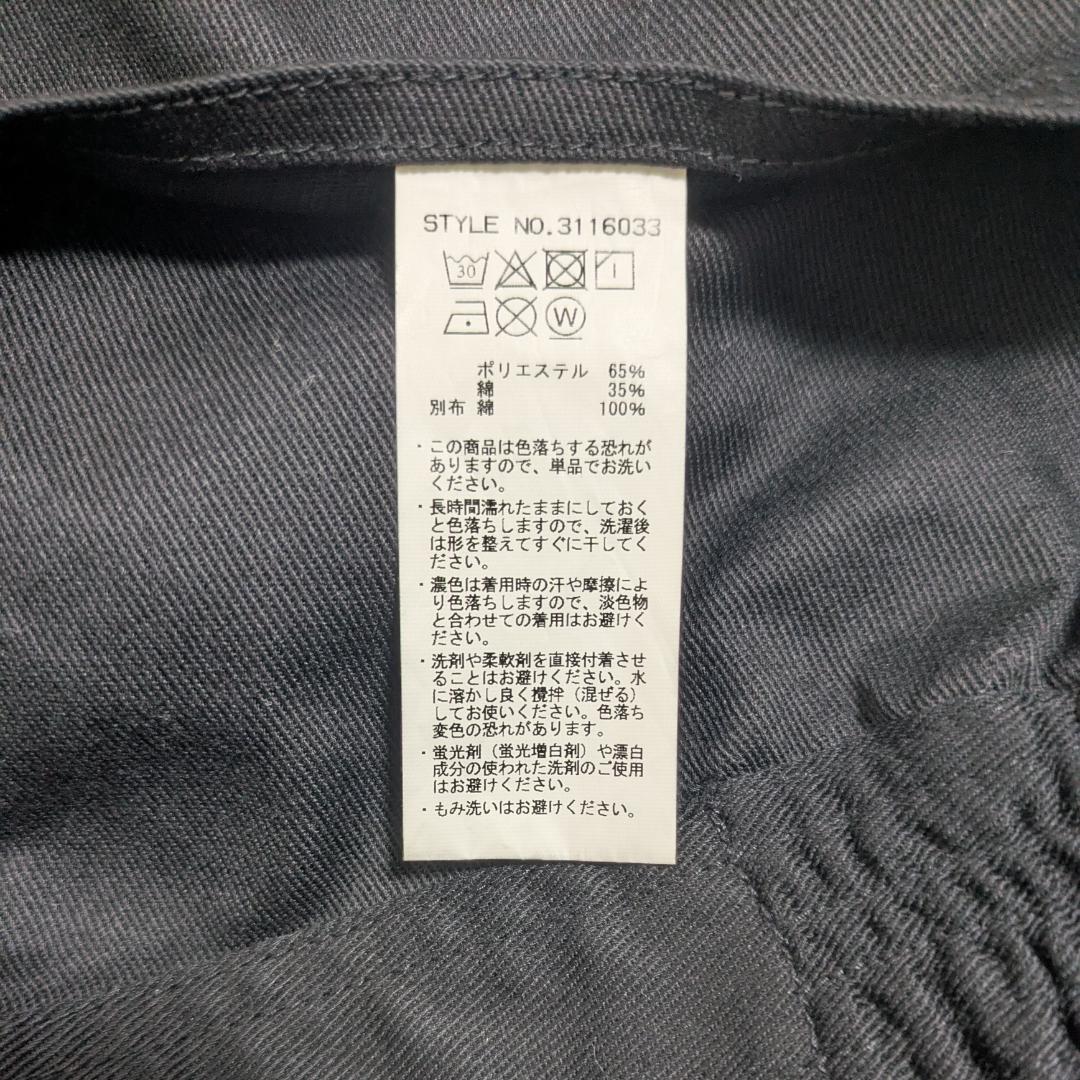 STYLE NO.3116033
30
W
ポリエステル 65%
綿 35%
別布 綿 100%
・この商品は色落ちする恐れが
ありますので、単品でお洗い
ください。
・長時間濡れたままにしておく
と色落ちしますので、洗濯後
は形を整えてすぐに干してく
ださい。
・濃色は着用時の汗や摩擦によ
り色落ちしますので、淡色物
と合わせての着用はお避けく
ださい。
・洗剤や柔軟剤を直接付着させ
ることはお避けください。水
に溶かし良く攪拌（混ぜる）
してお使いください。色落ち
変色の恐れがあります。
・蛍光剤（蛍光増白剤）や漂白
成分の使われた洗剤のご使用
はお避けください。
・もみ洗いはお避けください。